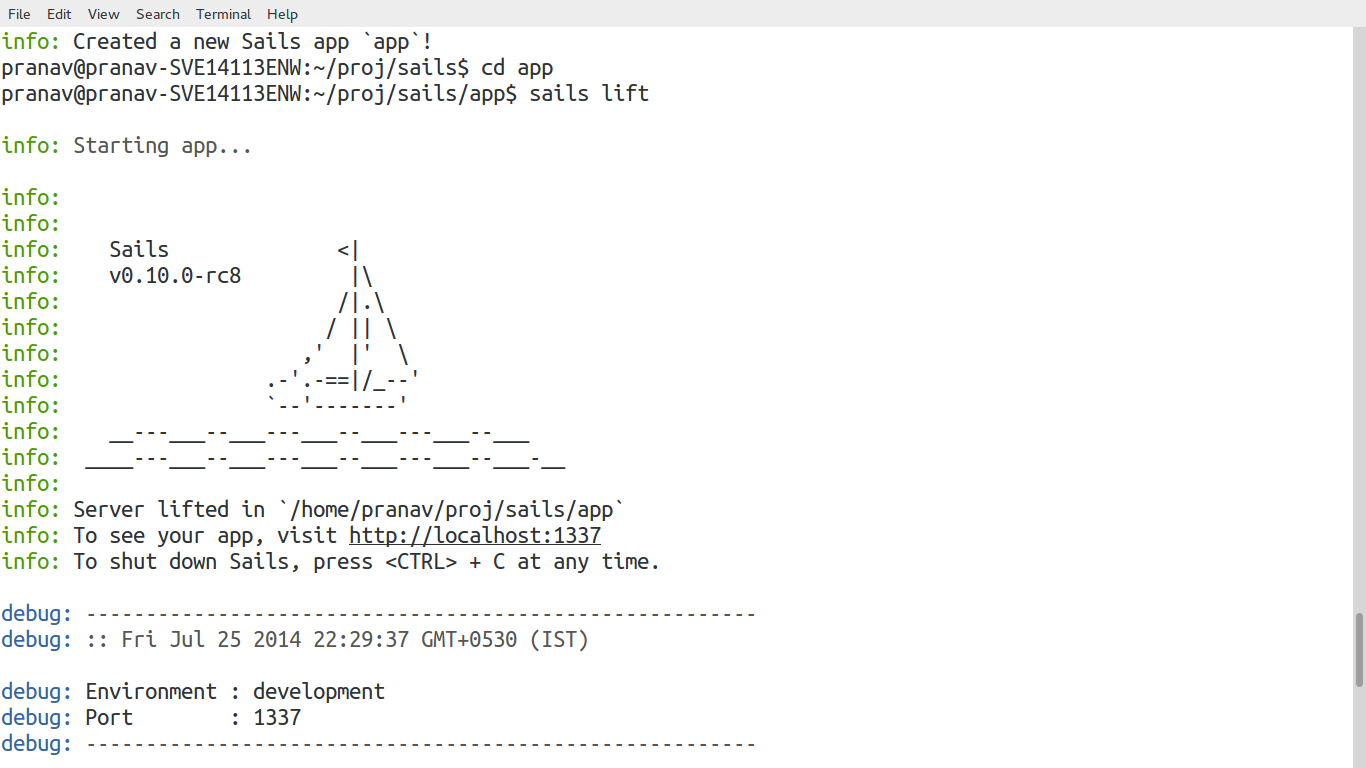 File Edit View Search Terminal Help
info: Created a new Sails app `app`!
pranav@pranav-SVE14113ENW:~/proj/sails$ cd app
pranav@pranav-SVE14113ENW:~/proj/sails/app$ sails lift
info: Starting app...
info:
info:
info:    Sails              <|
info:    v0.10.0-rc8         |\
info:                       /|.\
info:                      / || \
info:                    ,'  |'  \
info:                 .-'.-==|/_--'
info:                 `--'-------'
info:    __---___--___---___--___---___--___
info:  ____---___--___---___--___---___--___-__
info:
info: Server lifted in `/home/pranav/proj/sails/app`
info: To see your app, visit http://localhost:1337
info: To shut down Sails, press <CTRL> + C at any time.
debug: --------------------------------------------------------
debug: :: Fri Jul 25 2014 22:29:37 GMT+0530 (IST)
debug: Environment : development
debug: Port        : 1337
debug: --------------------------------------------------------